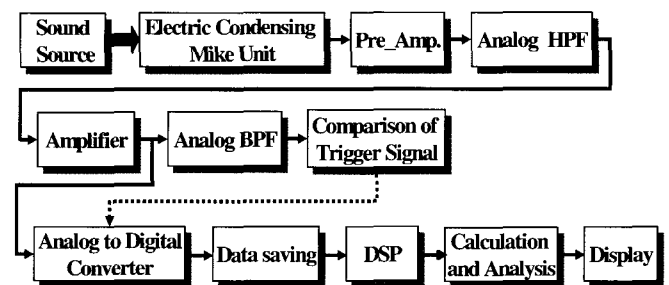 Sound
Source
Electric Condensing
Mike Unit
Pre_Amp.
Analog HPF
Amplifier
Analog BPF
Comparison of
Trigger Signal
Analog to Digital
Converter
Data saving
DSP
Calculation
and Analysis
Display